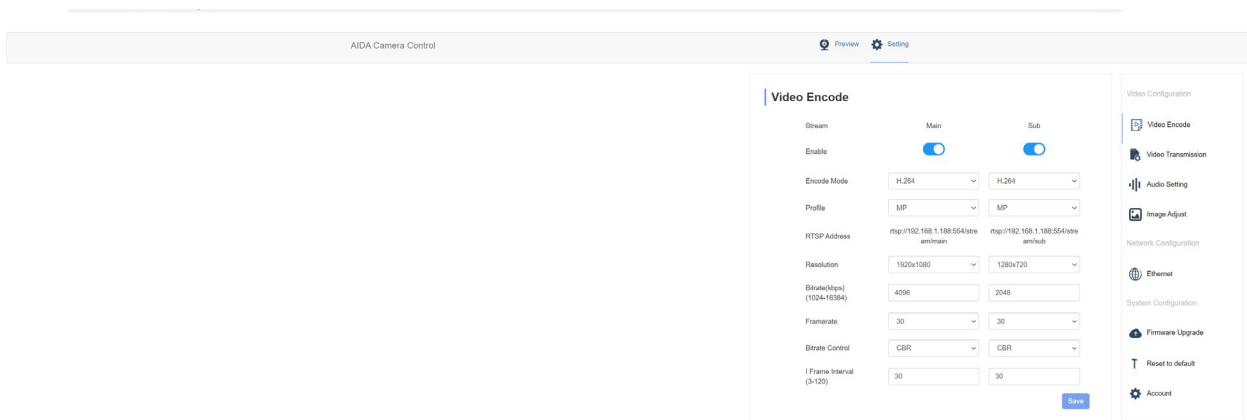 AIDA Camera Control
Preview Setting
Video Encode
Stream Main Sub
Enable
Encode Mode H.264 H.264
Profile MP MP
RTSP Address rtsp://192.168.1.188:554/stre rtsp://192.168.1.188:554/stre
am/main am/sub
Resolution 1920x1080 1280x720
Bitrate(kbps)
(1024-16384) 4096 2048
Framerate 30 30
Bitrate Control CBR CBR
I Frame Interval
(3-120) 30 30
Save
Video Configuration
Video Encode
Video Transmission
Audio Setting
Image Adjust
Network Configuration
Ethernet
System Configuration
Firmware Upgrade
Reset to default
Account